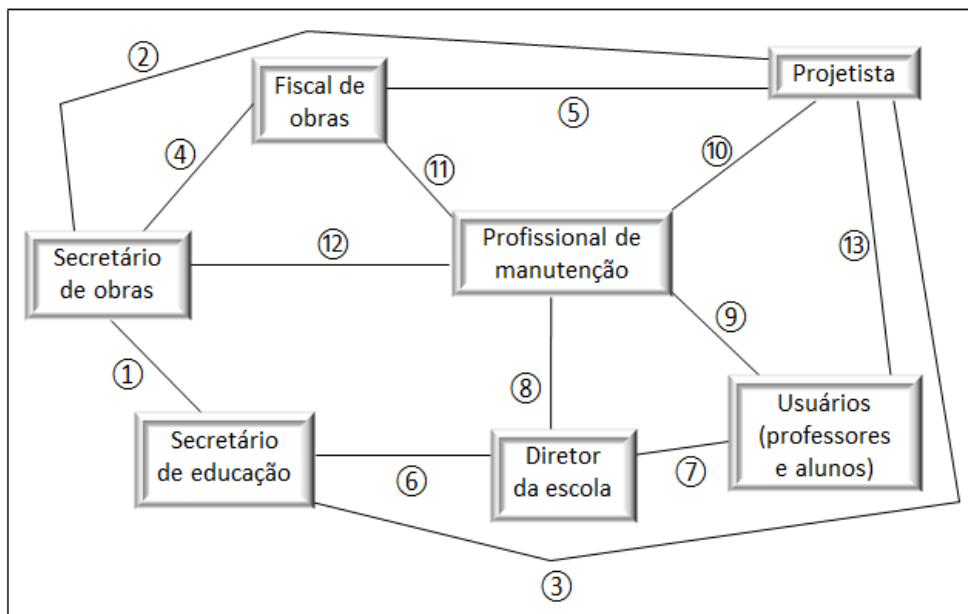 ②
Projetista
Fiscal de
obras
⑤
④
⑩
⑪
Profissional de
manutenção
⑫
⑬
Secretário
de obras
⑨
①
⑧
Usuários
(professores
e alunos)
Secretário
de educação
Diretor
da escola
⑦
⑥
③